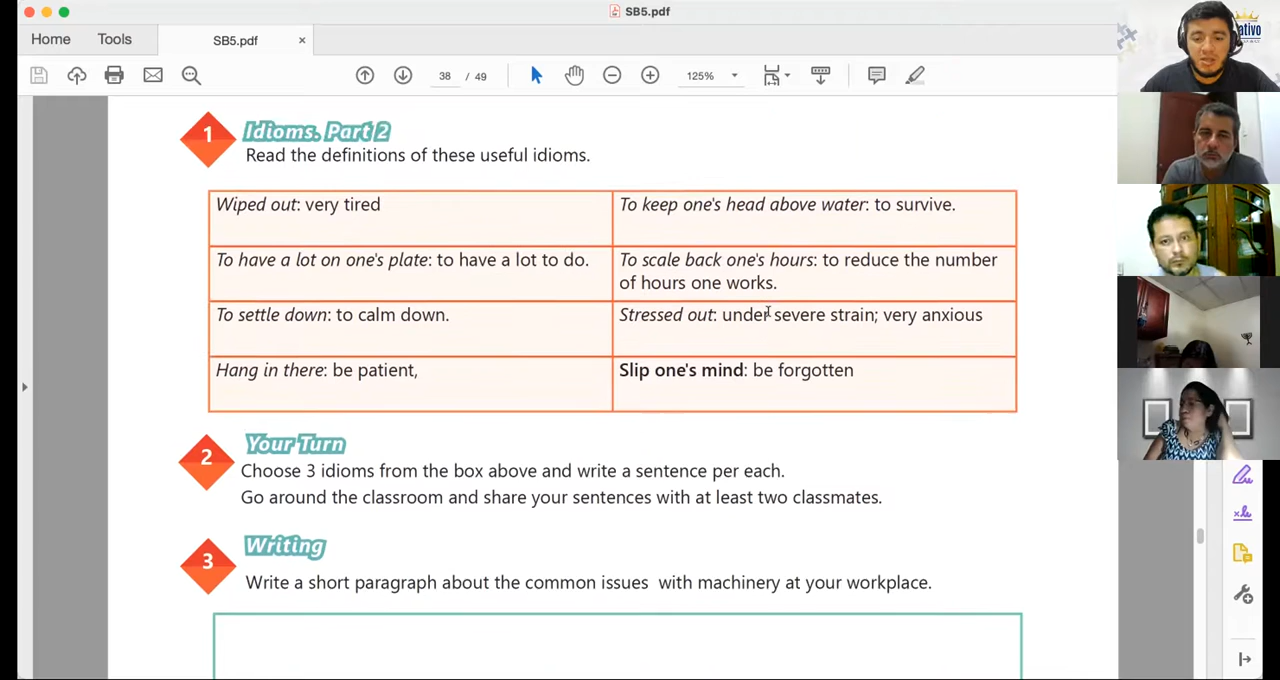 SB5.pdf
Home Tools SB5.pdf ×
38 / 49 125%
ativo
1 Idioms. Part 2
Read the definitions of these useful idioms.
Wiped out: very tired
To keep one's head above water: to survive.
To have a lot on one's plate: to have a lot to do.
To scale back one's hours: to reduce the number
of hours one works.
To settle down: to calm down.
Stressed out: under severe strain; very anxious
Hang in there: be patient,
Slip one's mind: be forgotten
2 Your Turn
Choose 3 idioms from the box above and write a sentence per each.
Go around the classroom and share your sentences with at least two classmates.
3 Writing
Write a short paragraph about the common issues with machinery at your workplace.